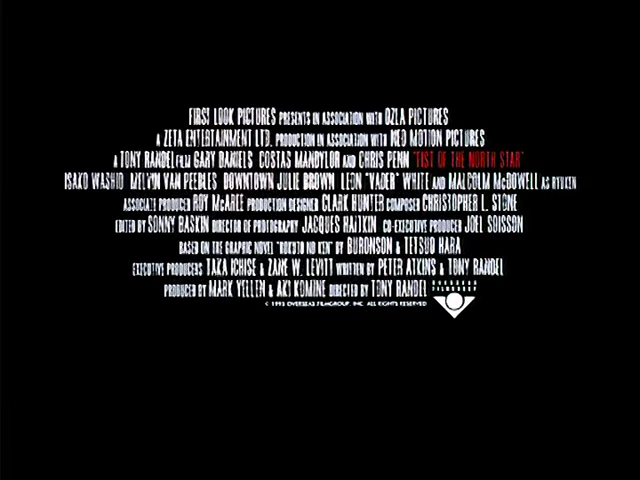 FIRST LOOK PICTURES PRESENTS IN ASSOCIATION WITH OZLA PICTURES
A ZETA ENTERTAINMENT LTD. PRODUCTION IN ASSOCIATION WITH NEO MOTION PICTURES
A TONY RANDEL FILM GARY DANIELS COSTAS MANDYLOR AND CHRIS PENN "FIST OF THE NORTH STAR"
ISAKO WASHIO MELVIN VAN PEEBLES DOWNTOWN JULIE BROWN LEON "VADER" WHITE AND MALCOLM McDOWELL AS RYUKEN
ASSOCIATE PRODUCER ROY McAREE PRODUCTION DESIGNER CLARK HUNTER COMPOSER CHRISTOPHER L. STONE
EDITED BY SONNY BASKIN DIRECTOR OF PHOTOGRAPHY JACQUES HAITKIN CO-EXECUTIVE PRODUCER JOEL SOISSON
BASED ON THE GRAPHIC NOVEL "HOKUTO NO KEN" BY BURONSON & TETSUO HARA
EXECUTIVE PRODUCERS TAKA ICHISE & ZANE W. LEVITT WRITTEN BY PETER ATKINS & TONY RANDEL
PRODUCED BY MARK YELLEN & AKI KOMINE DIRECTED BY TONY RANDEL OVERSEAS FILMGROUP
© 1995 OVERSEAS FILMGROUP, INC. ALL RIGHTS RESERVED